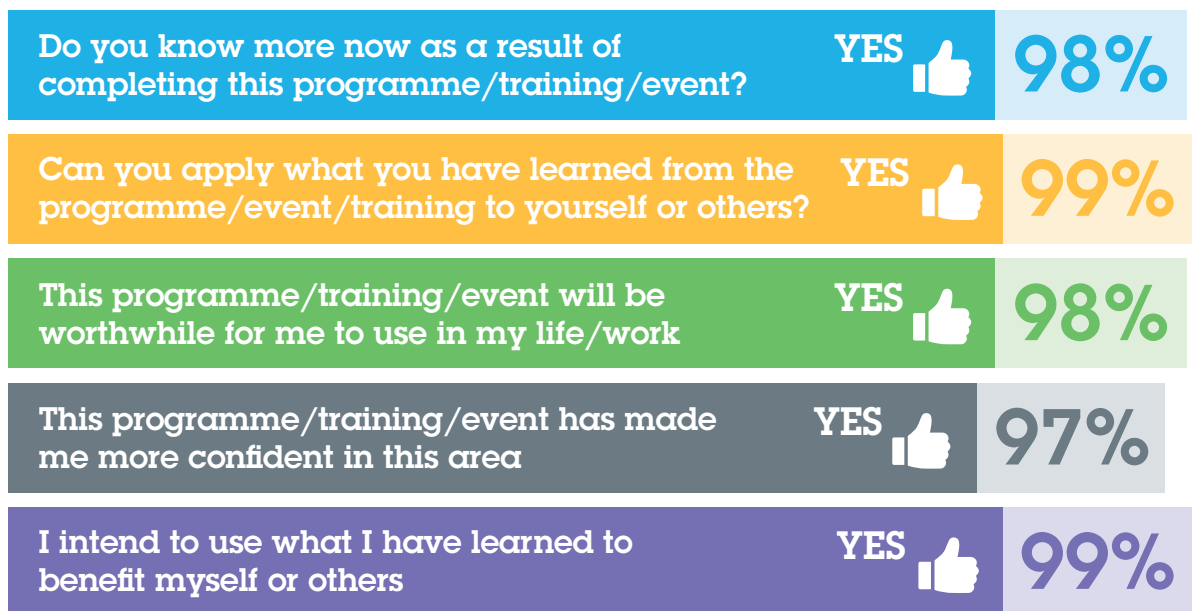 Do you know more now as a result of
completing this programme/training/event?
YES
98%
Can you apply what you have learned from the
programme/event/training to yourself or others?
YES
99%
This programme/training/event will be
worthwhile for me to use in my life/work
YES
98%
This programme/training/event has made
me more confident in this area
YES
97%
I intend to use what I have learned to
benefit myself or others
YES
99%